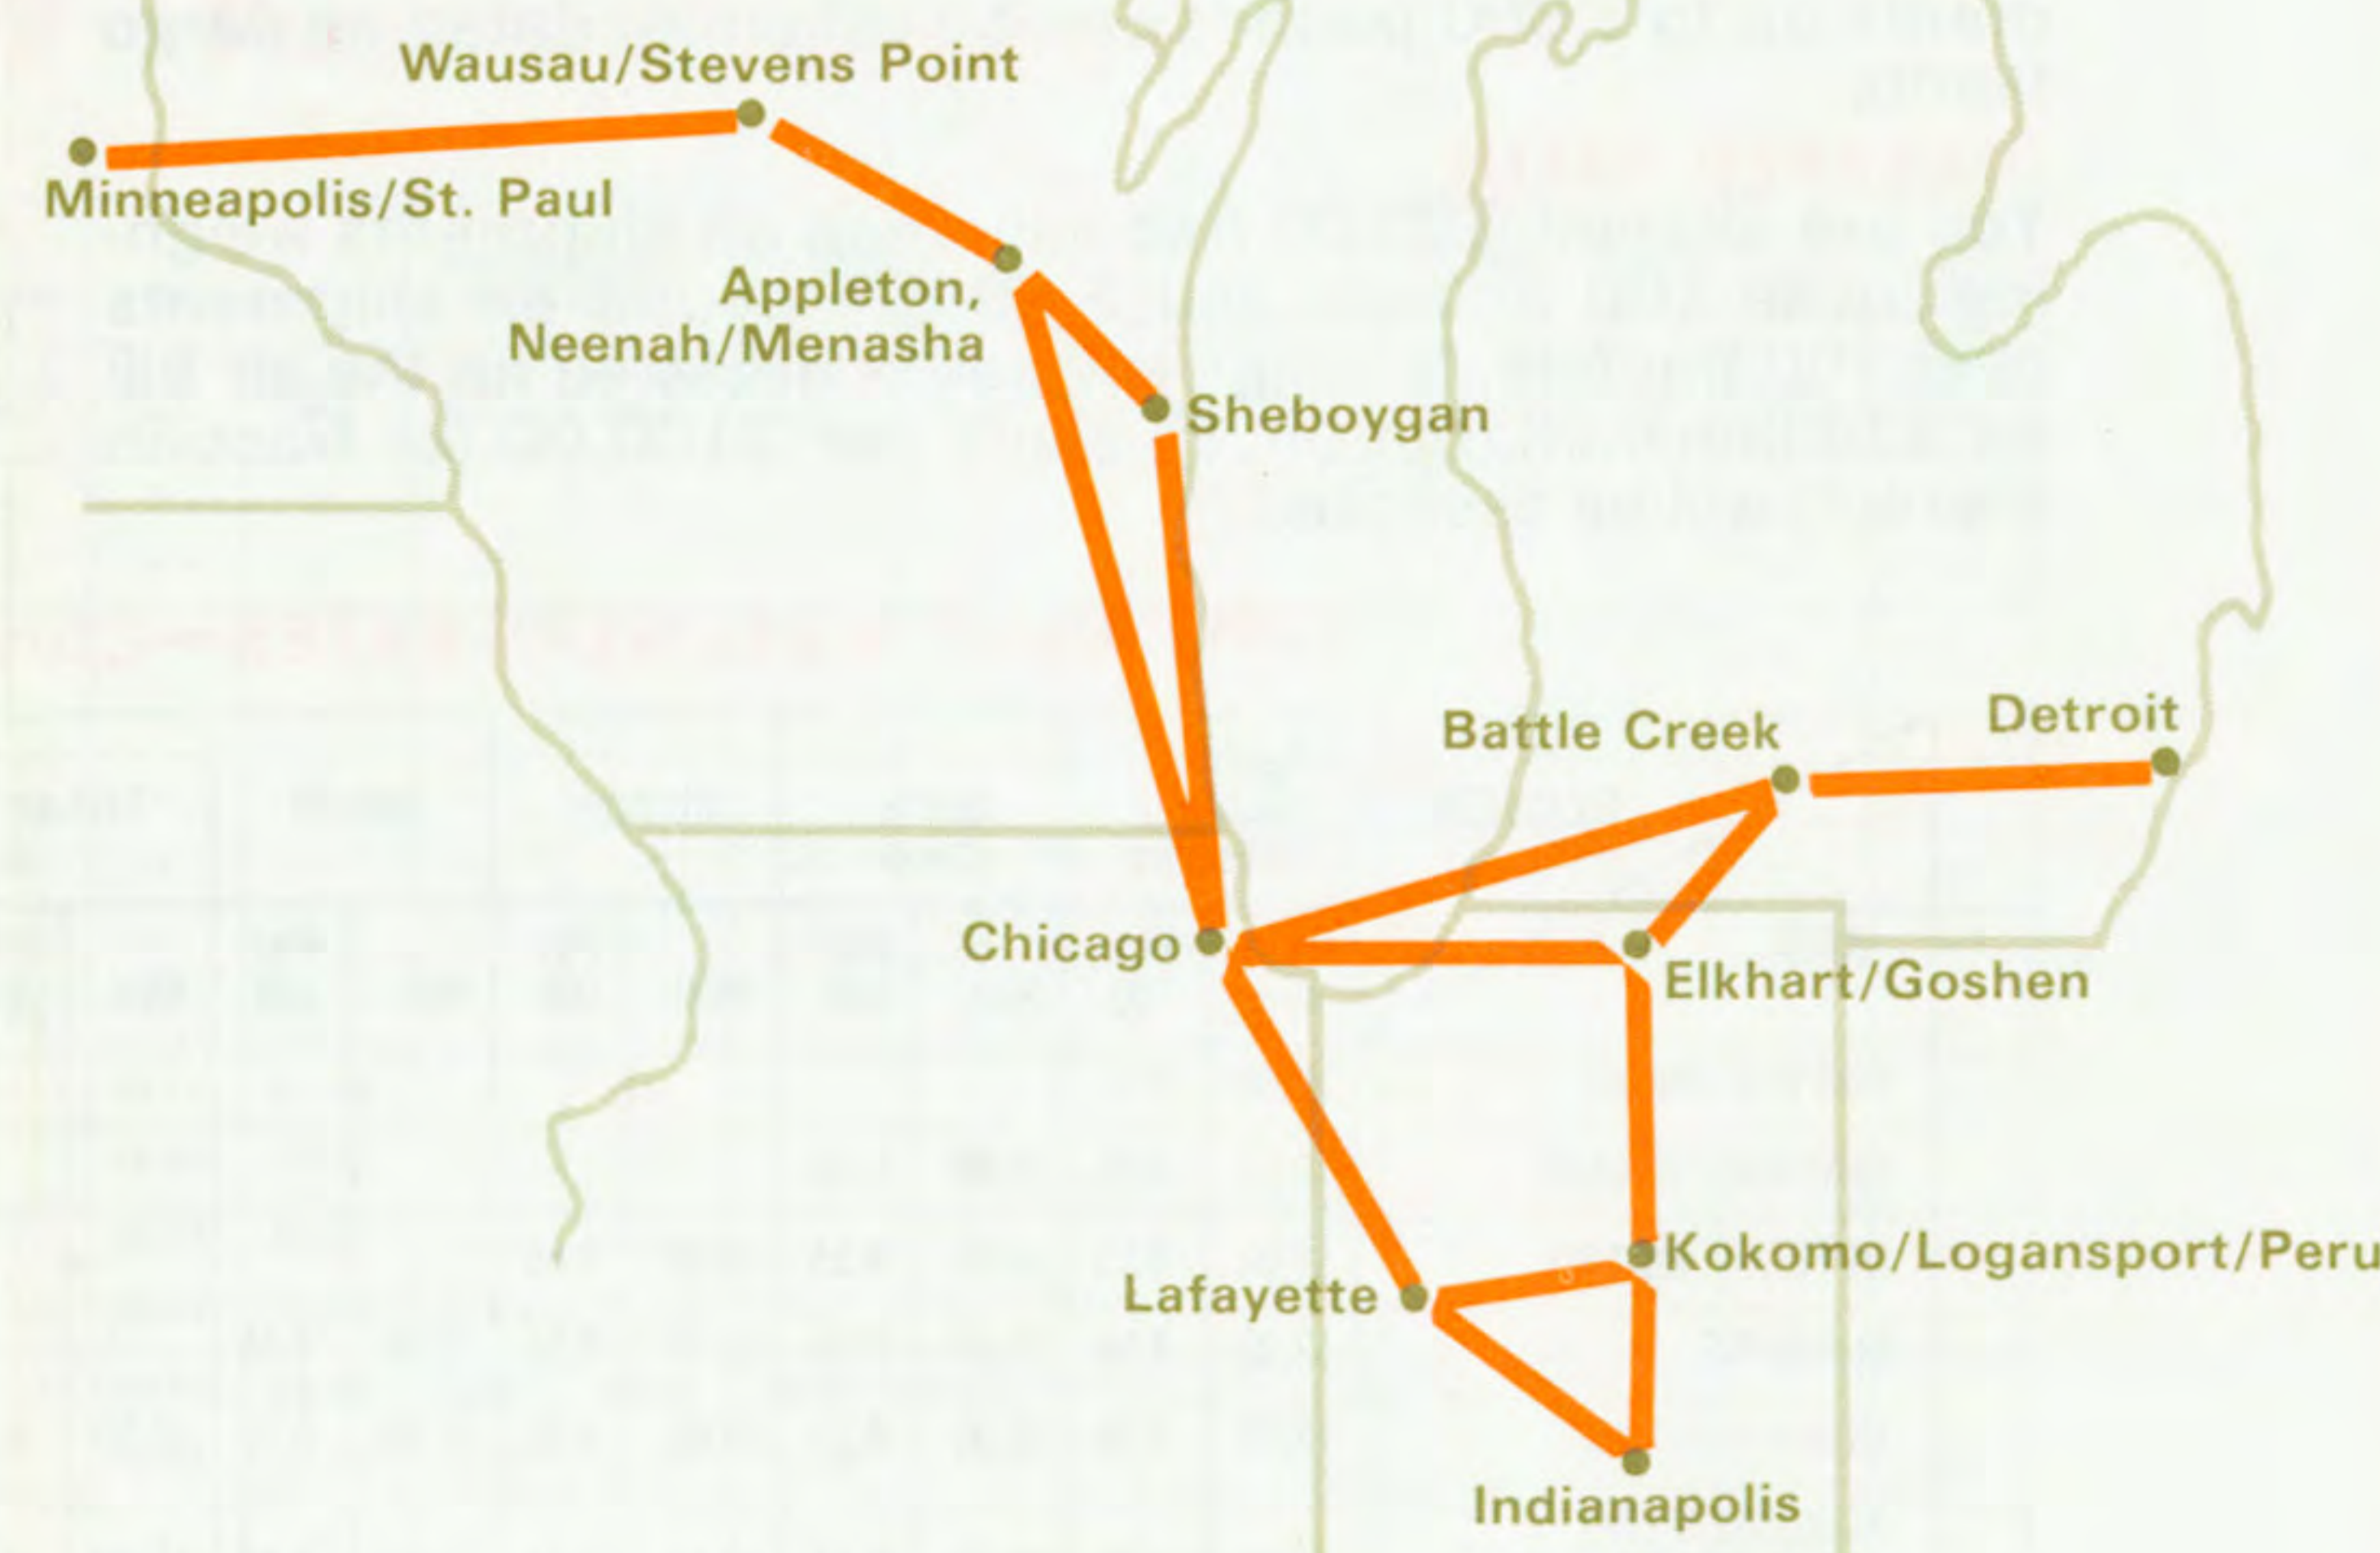 Wausau/Stevens Point
Minneapolis/St. Paul
Appleton,
Neenah/Menasha
Sheboygan
Battle Creek
Detroit
Chicago
Elkhart/Goshen
Kokomo/Logansport/Peru
Lafayette
Indianapolis